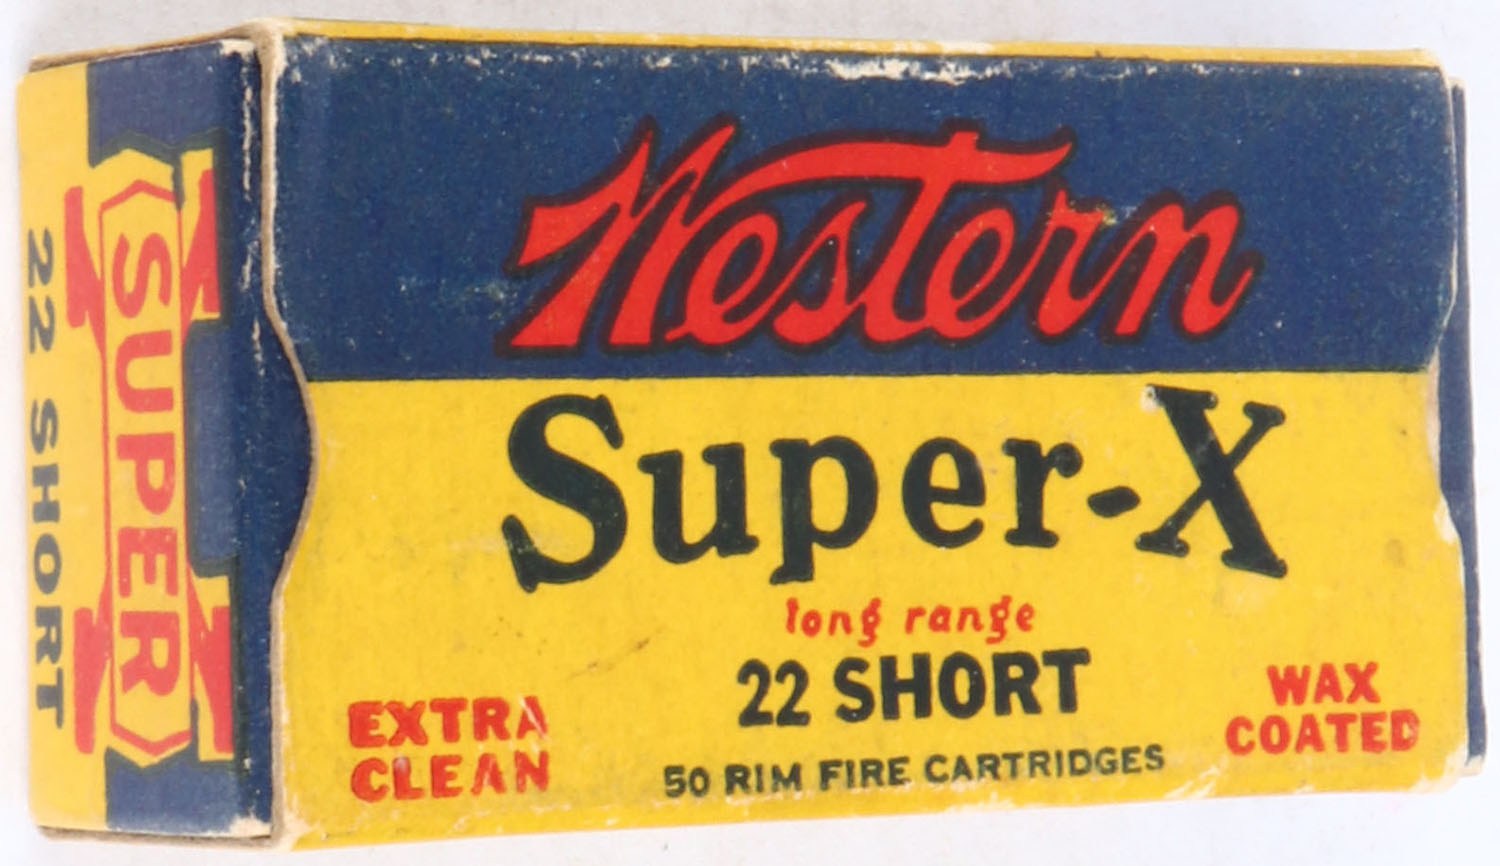 Western
Super-X
long range
22 SHORT
EXTRA
CLEAN
50 RIM FIRE CARTRIDGES
WAX
COATED
SUPER
X
22 SHORT